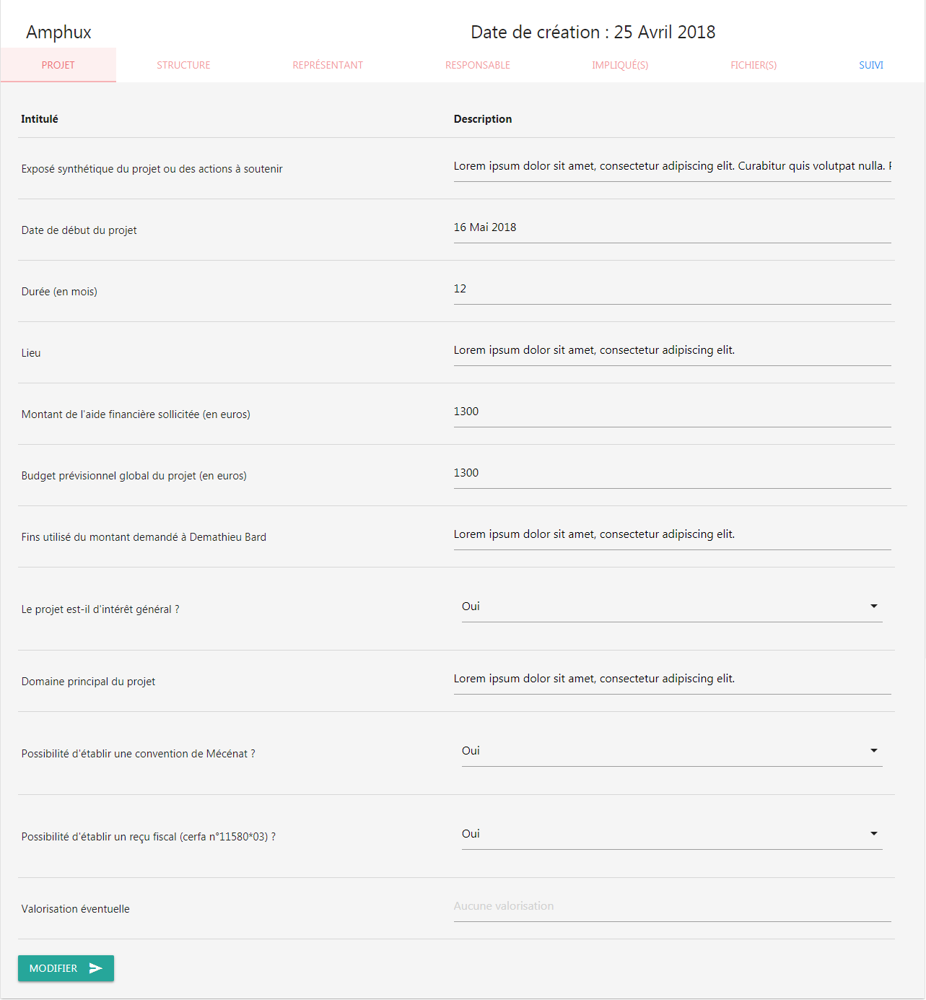 Amphux
Date de création : 25 Avril 2018
PROJET
STRUCTURE
REPRÉSENTANT
RESPONSABLE
IMPLIQUÉ(S)
FICHIER(S)
SUIVI
Intitulé
Description
Exposé synthétique du projet ou des actions à soutenir
Lorem ipsum dolor sit amet, consectetur adipiscing elit. Curabitur quis volutpat nulla.
Date de début du projet
16 Mai 2018
Durée (en mois)
12
Lieu
Lorem ipsum dolor sit amet, consectetur adipiscing elit.
Montant de l'aide financière sollicitée (en euros)
1300
Budget prévisionnel global du projet (en euros)
1300
Fins utilisé du montant demandé à Demathieu Bard
Lorem ipsum dolor sit amet, consectetur adipiscing elit.
Le projet est-il d'intérêt général ?
Oui
Domaine principal du projet
Lorem ipsum dolor sit amet, consectetur adipiscing elit.
Possibilité d'établir une convention de Mécénat ?
Oui
Possibilité d'établir un reçu fiscal (cerfa n°11580*03) ?
Oui
Valorisation éventuelle
Aucune valorisation
MODIFIER